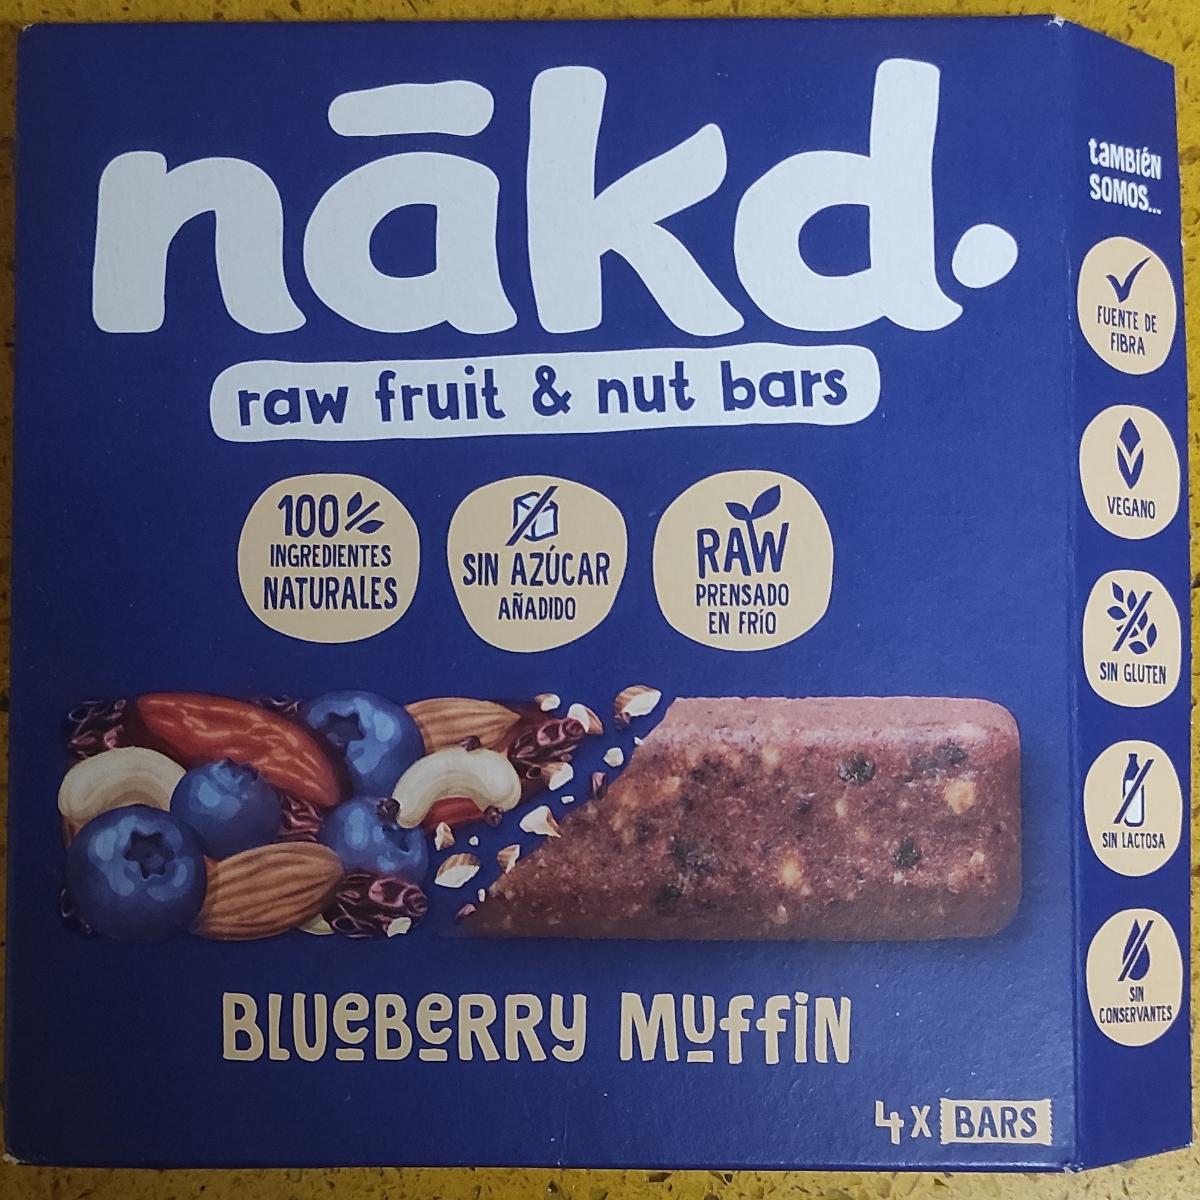 nākd.
raw fruit & nut bars
100%
INGREDIENTES
NATURALES
SIN AZÚCAR
AÑADIDO
RAW
PRENSADO
EN FRÍO
BLUeBeRRY MuffiN
4x BARS
taMBiéN
SOMOS...
FUENTE DE
FIBRA
VEGANO
SIN GLUTEN
SIN LACTOSA
SIN
CONSERVANTES